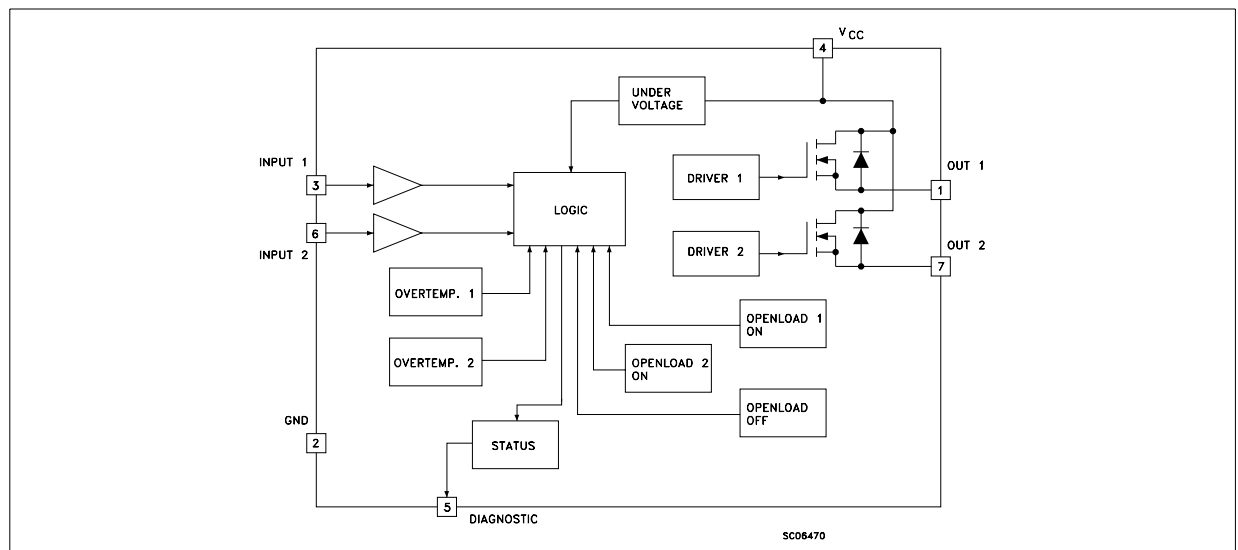 VCC
4
UNDER
VOLTAGE
INPUT 1
3
DRIVER 1
OUT 1
1
LOGIC
6
INPUT 2
DRIVER 2
OUT 2
7
OVERTEMP. 1
OPENLOAD 1
ON
OVERTEMP. 2
OPENLOAD 2
ON
OPENLOAD
OFF
GND
2
STATUS
5
DIAGNOSTIC
SC06470